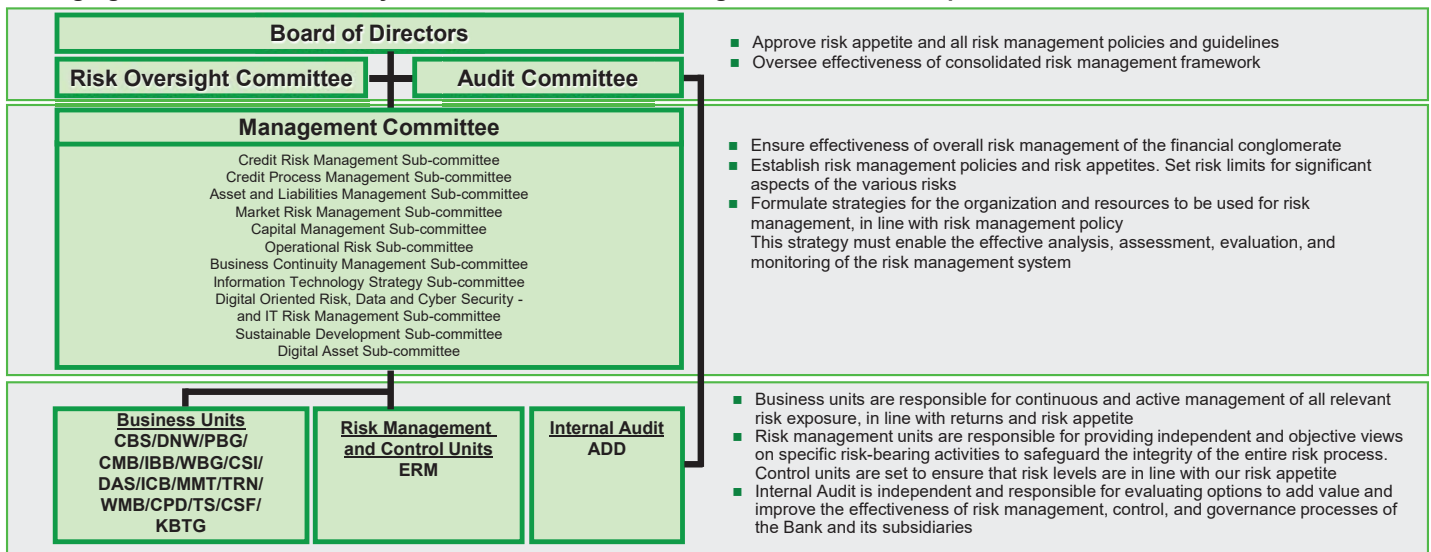 Board of Directors
Risk Oversight Committee
Audit Committee
Approve risk appetite and all risk management policies and guidelines
Oversee effectiveness of consolidated risk management framework
Management Committee
Credit Risk Management Sub-committee
Credit Process Management Sub-committee
Asset and Liabilities Management Sub-committee
Market Risk Management Sub-committee
Capital Management Sub-committee
Operational Risk Sub-committee
Business Continuity Management Sub-committee
Information Technology Strategy Sub-committee
Digital Oriented Risk, Data and Cyber Security -
and IT Risk Management Sub-committee
Sustainable Development Sub-committee
Digital Asset Sub-committee
Ensure effectiveness of overall risk management of the financial conglomerate
Establish risk management policies and risk appetites. Set risk limits for significant
aspects of the various risks
Formulate strategies for the organization and resources to be used for risk
management, in line with risk management policy
This strategy must enable the effective analysis, assessment, evaluation, and
monitoring of the risk management system
Business Units
CBS/DNW/PBG/
CMB/IBB/WBG/CSI/
DAS/ICB/MMT/TRN/
WMB/CPD/TS/CSF/
KBTG
Risk Management
and Control Units
ERM
Internal Audit
ADD
Business units are responsible for continuous and active management of all relevant
risk exposure, in line with returns and risk appetite
Risk management units are responsible for providing independent and objective views
on specific risk-bearing activities to safeguard the integrity of the entire risk process.
Control units are set to ensure that risk levels are in line with our risk appetite
Internal Audit is independent and responsible for evaluating options to add value and
improve the effectiveness of risk management, control, and governance processes of
the Bank and its subsidiaries